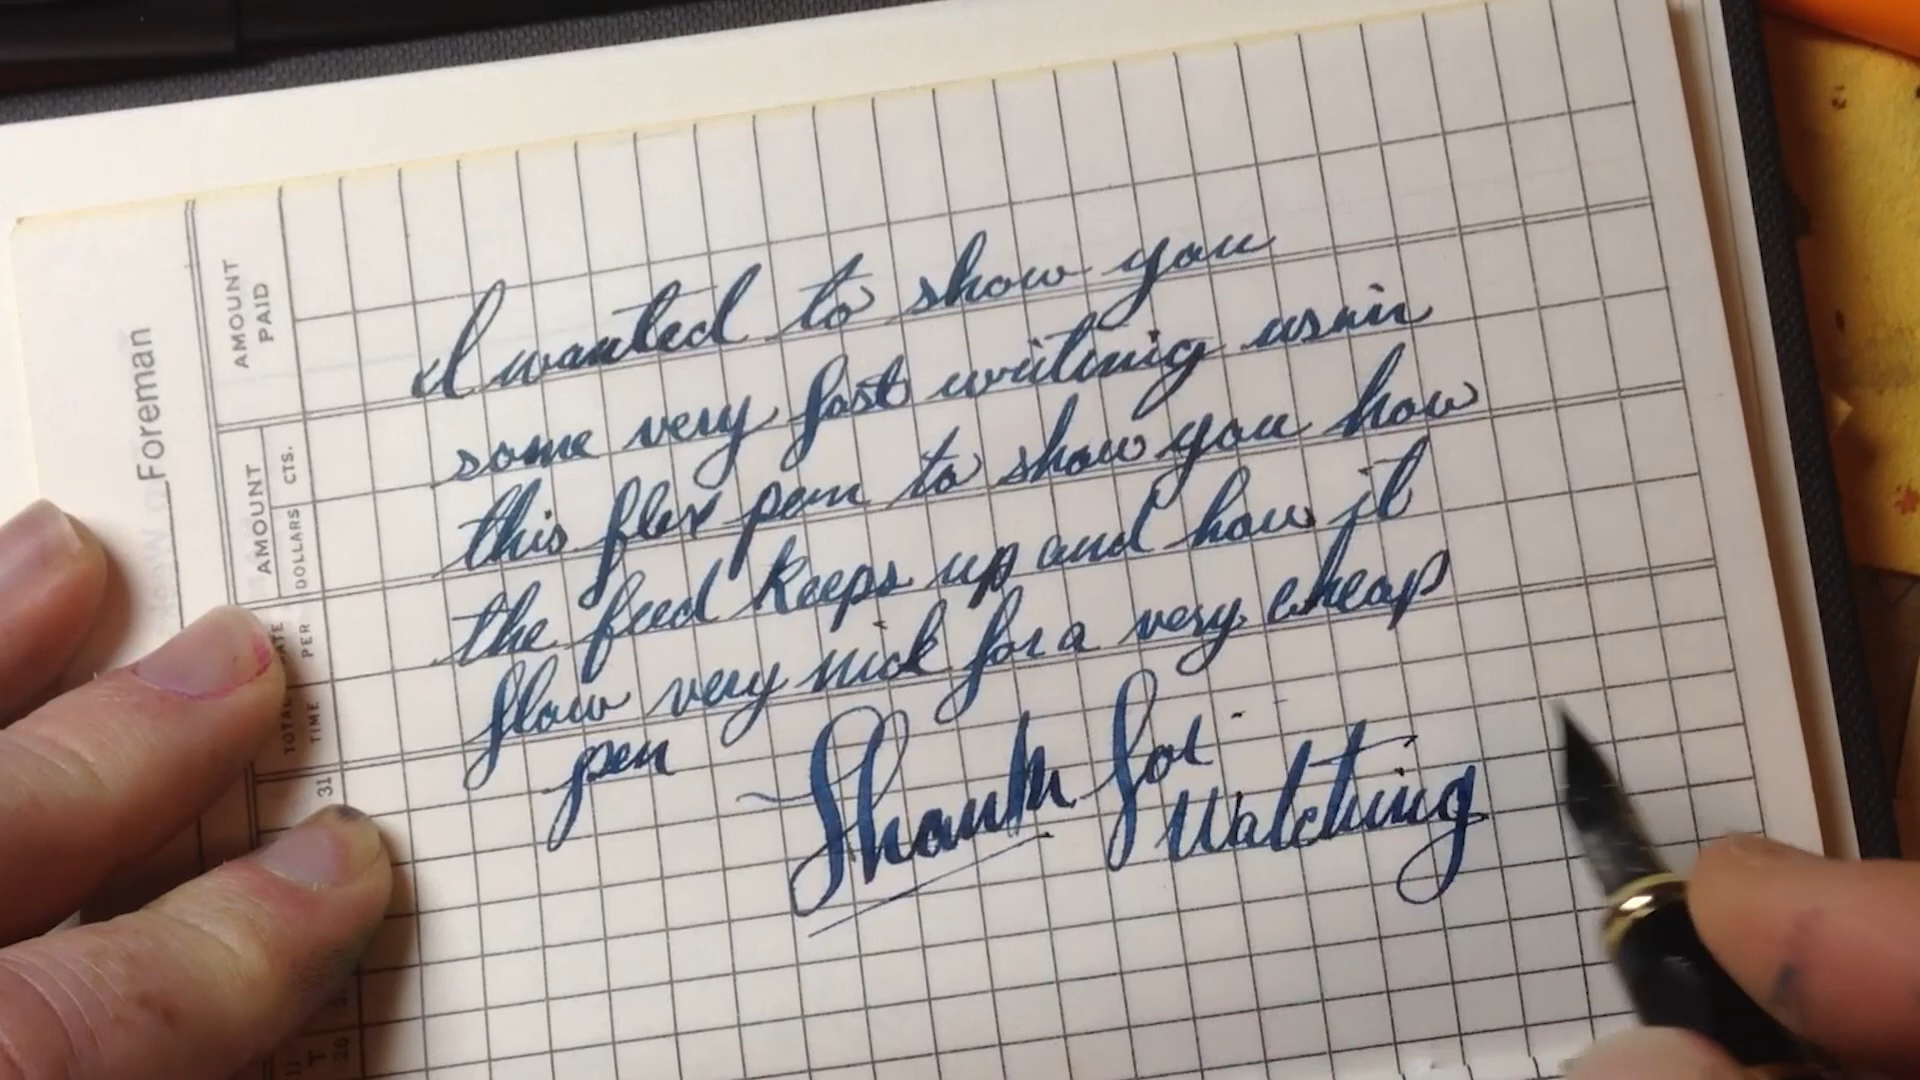 I wanted to show you
some very fast writing usin
this flex pen to show you how
the feed keeps up and how it
flow very nick for a very cheap
pen
Thank for
Watching
Foreman
AMOUNT
PAID
AMOUNT
DOLLARS CTS.
PER
TOTAL
TIME
31